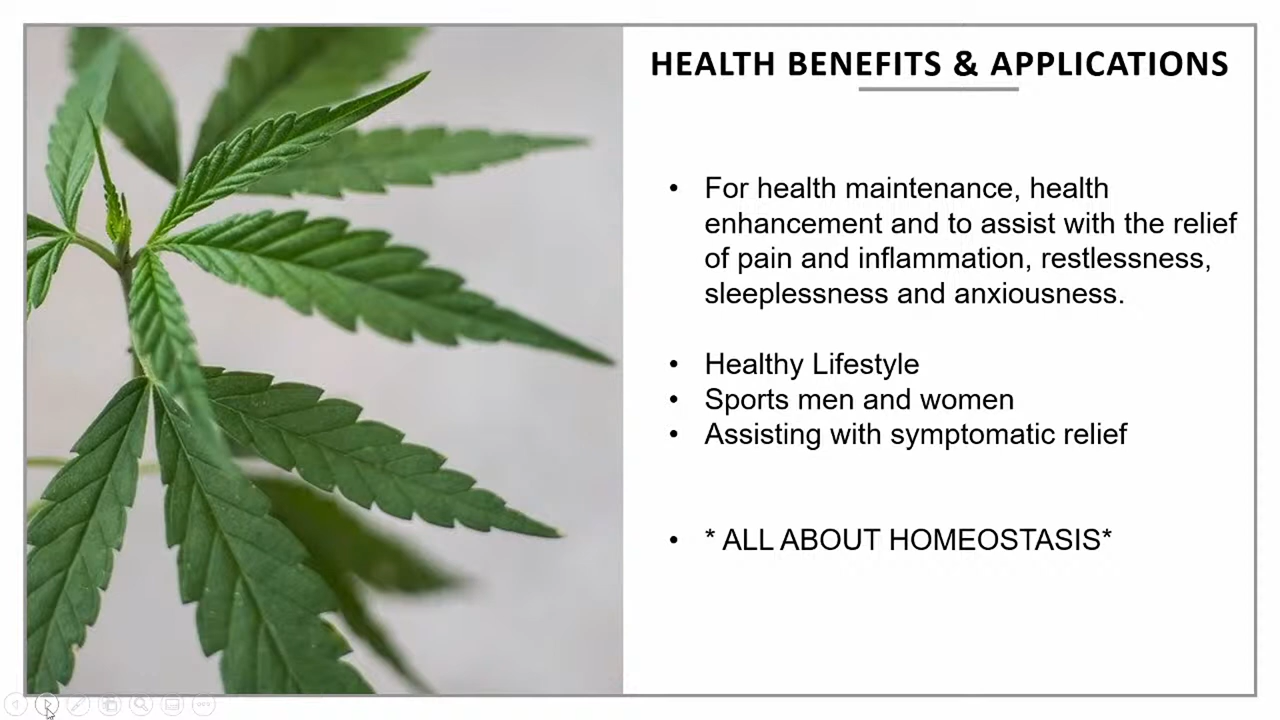 HEALTH BENEFITS & APPLICATIONS
• For health maintenance, health
enhancement and to assist with the relief
of pain and inflammation, restlessness,
sleeplessness and anxiousness.
• Healthy Lifestyle
• Sports men and women
• Assisting with symptomatic relief
• * ALL ABOUT HOMEOSTASIS*